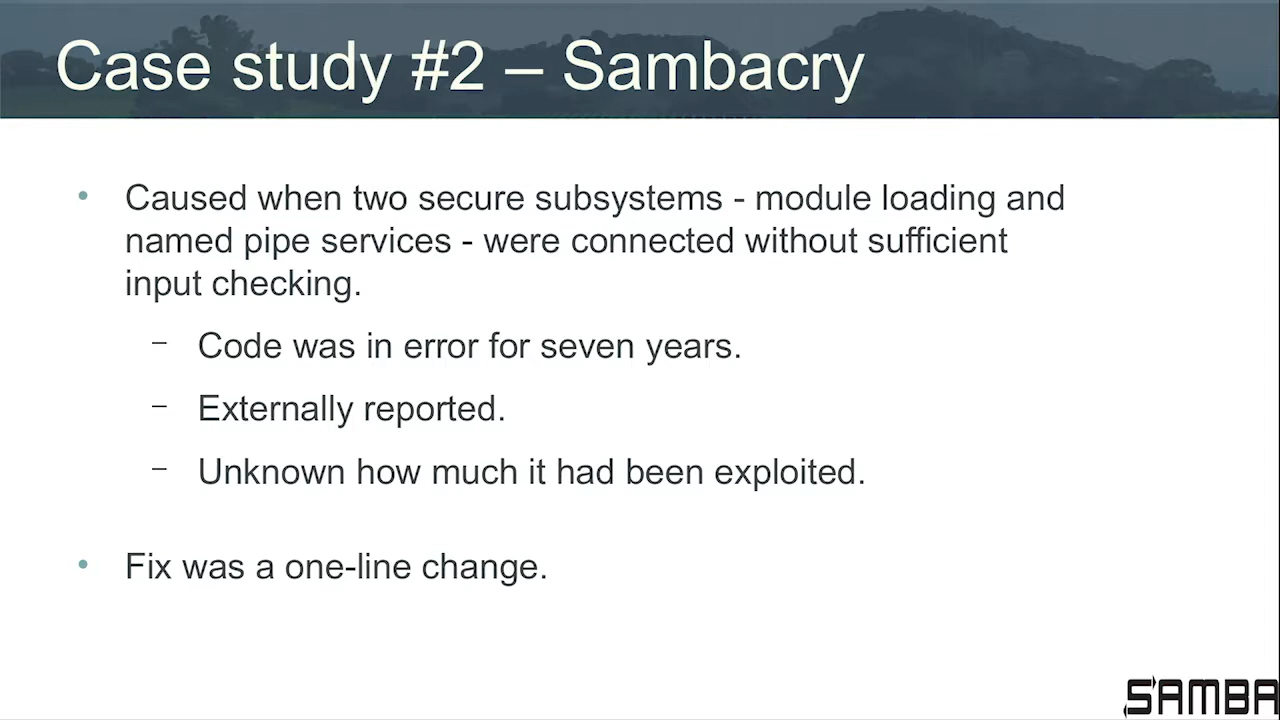 Case study #2 – Sambacry
• Caused when two secure subsystems - module loading and
named pipe services - were connected without sufficient
input checking.
– Code was in error for seven years.
– Externally reported.
– Unknown how much it had been exploited.
• Fix was a one-line change.
SAMBA